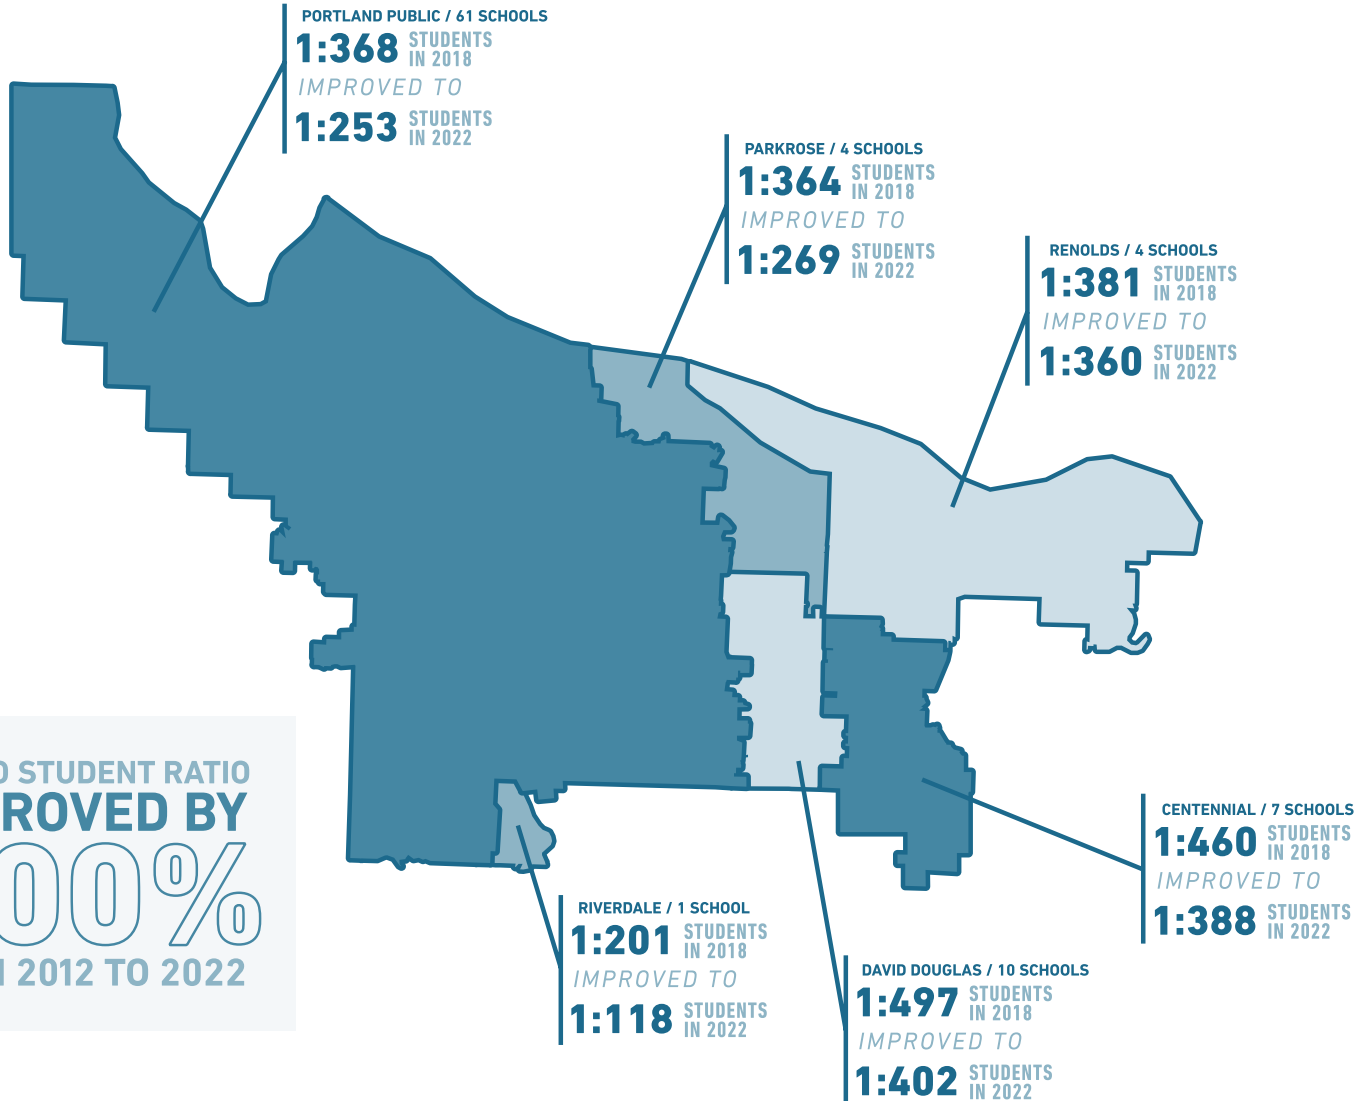 PORTLAND PUBLIC / 61 SCHOOLS
1:368 STUDENTS IN 2018
IMPROVED TO
1:253 STUDENTS IN 2022
PARKROSE / 4 SCHOOLS
1:364 STUDENTS IN 2018
IMPROVED TO
1:269 STUDENTS IN 2022
RENOLDS / 4 SCHOOLS
1:381 STUDENTS IN 2018
IMPROVED TO
1:360 STUDENTS IN 2022
STUDENT RATIO
ROVED BY
00%
2012 TO 2022
CENTENNIAL / 7 SCHOOLS
1:460 STUDENTS IN 2018
IMPROVED TO
1:388 STUDENTS IN 2022
RIVERDALE / 1 SCHOOL
1:201 STUDENTS IN 2018
IMPROVED TO
1:118 STUDENTS IN 2022
DAVID DOUGLAS / 10 SCHOOLS
1:497 STUDENTS IN 2018
IMPROVED TO
1:402 STUDENTS IN 2022